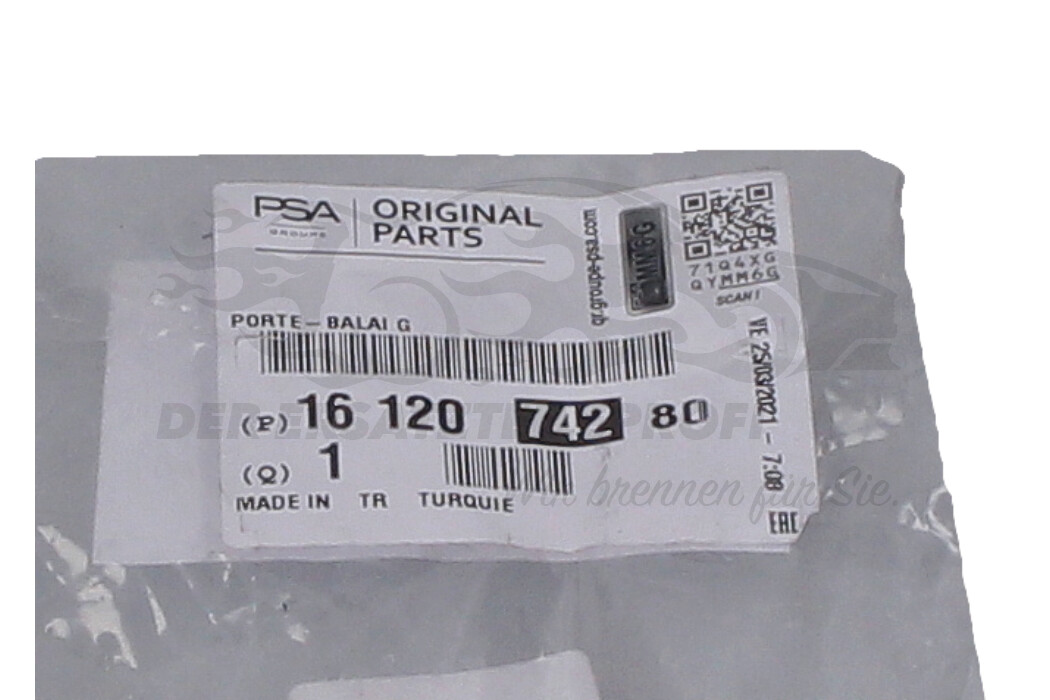 PSA
GROUPE
ORIGINAL
PARTS
qr.groupe-psa.com
MM6G
71Q4XG
QYMM6G
SCAN !
PORTE-BALAI G
(P) 16 120 742 80
(Q) 1
MADE IN TR TURQUIE
VE 25/03/2021 - 7:08
EAC
DER ERSATZTEILEPROFI
Wir brennen für Sie.